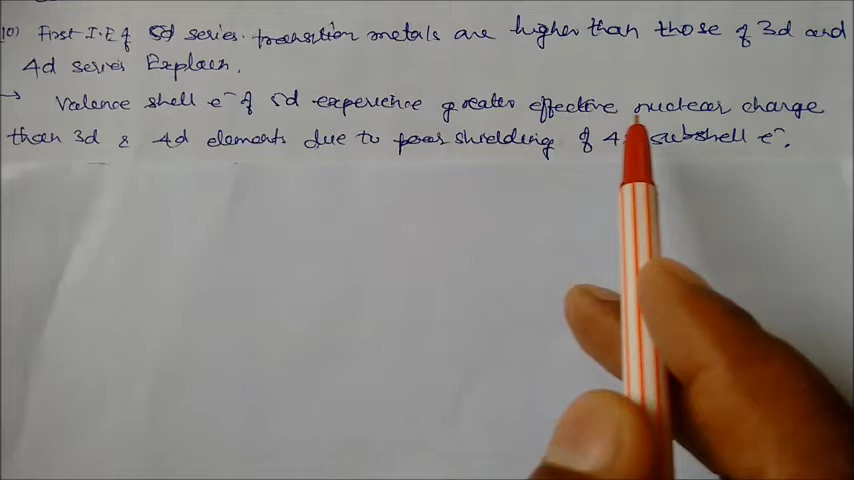 10) First I.E of 5d series transition metals are higher than those of 3d and
4d series Explain.
→ Valence shell e⁻ of 5d experience greater effective nuclear charge
than 3d & 4d elements due to poor shielding of subshell e⁻.